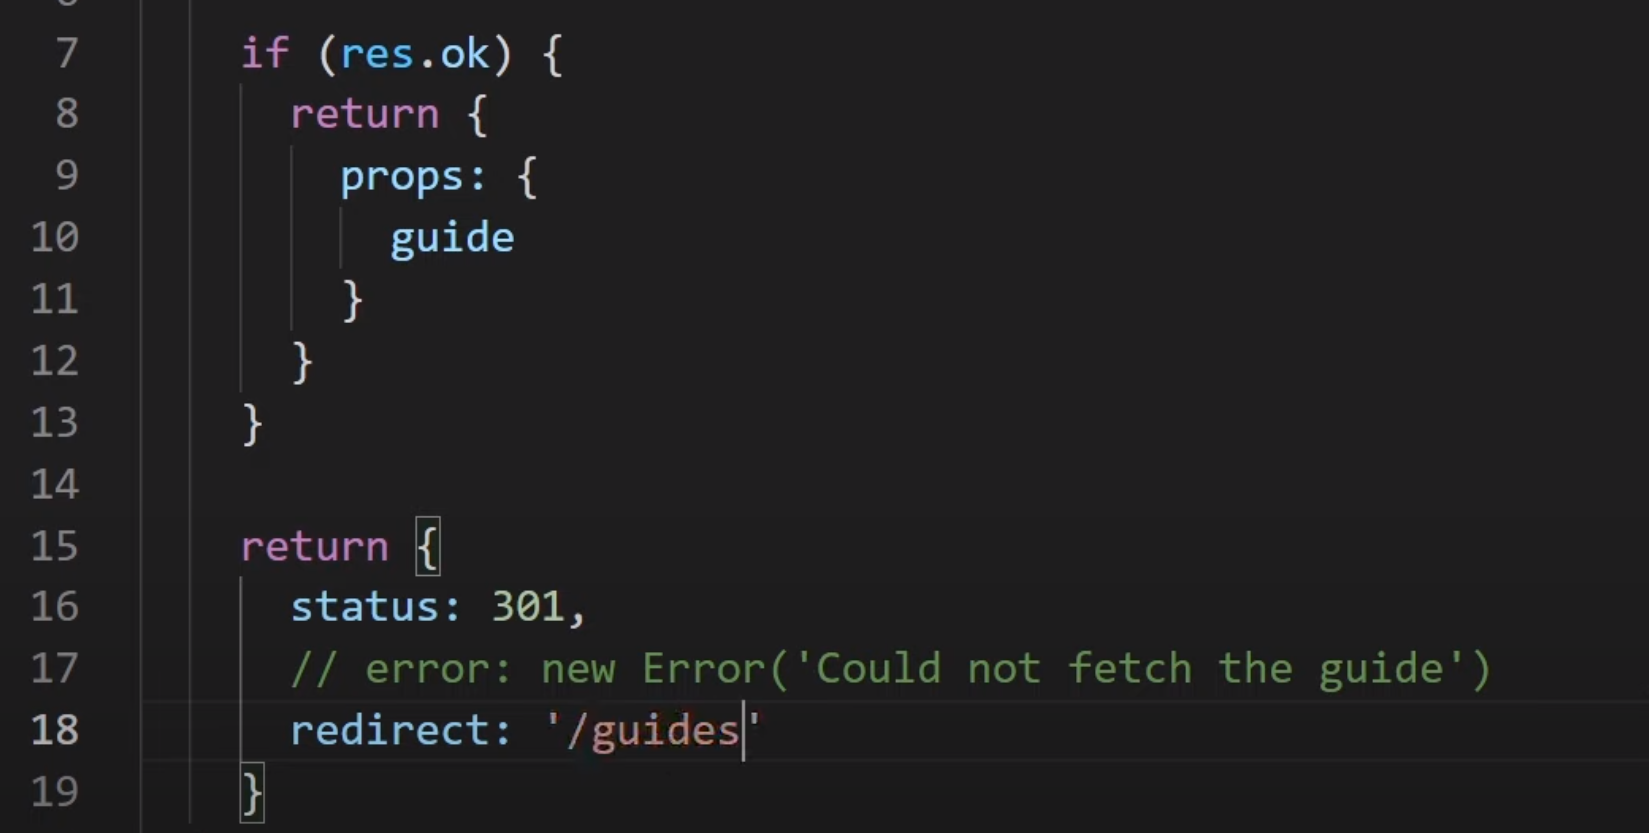 7 if (res.ok) {
8 return {
9 props: {
10 guide
11 }
12 }
13 }
14
15 return {
16 status: 301,
17 // error: new Error('Could not fetch the guide')
18 redirect: '/guides'
19 }